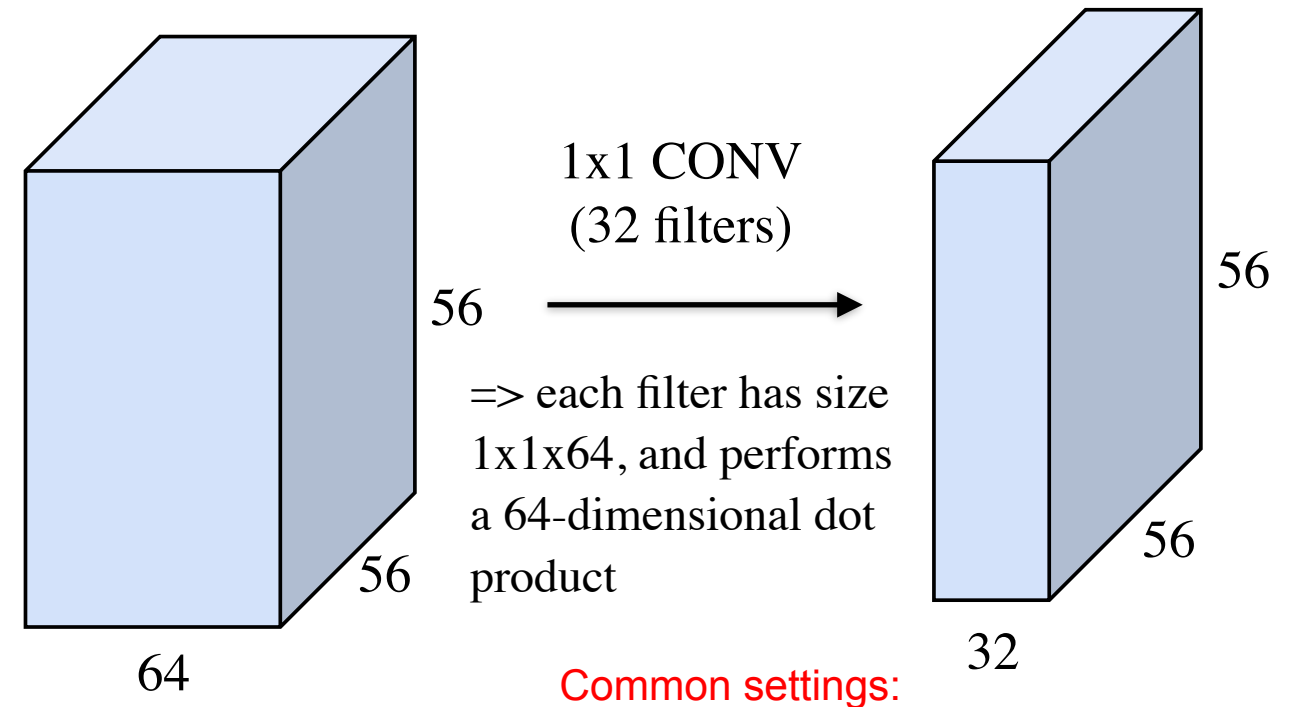 1x1 CONV
(32 filters)
56
56
64
=> each filter has size
1x1x64, and performs
a 64-dimensional dot
product
56
56
32
Common settings: